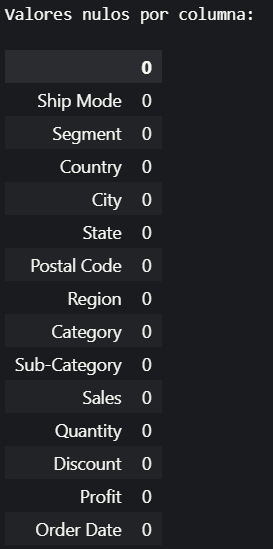 Valores nulos por columna:
0
Ship Mode 0
Segment 0
Country 0
City 0
State 0
Postal Code 0
Region 0
Category 0
Sub-Category 0
Sales 0
Quantity 0
Discount 0
Profit 0
Order Date 0